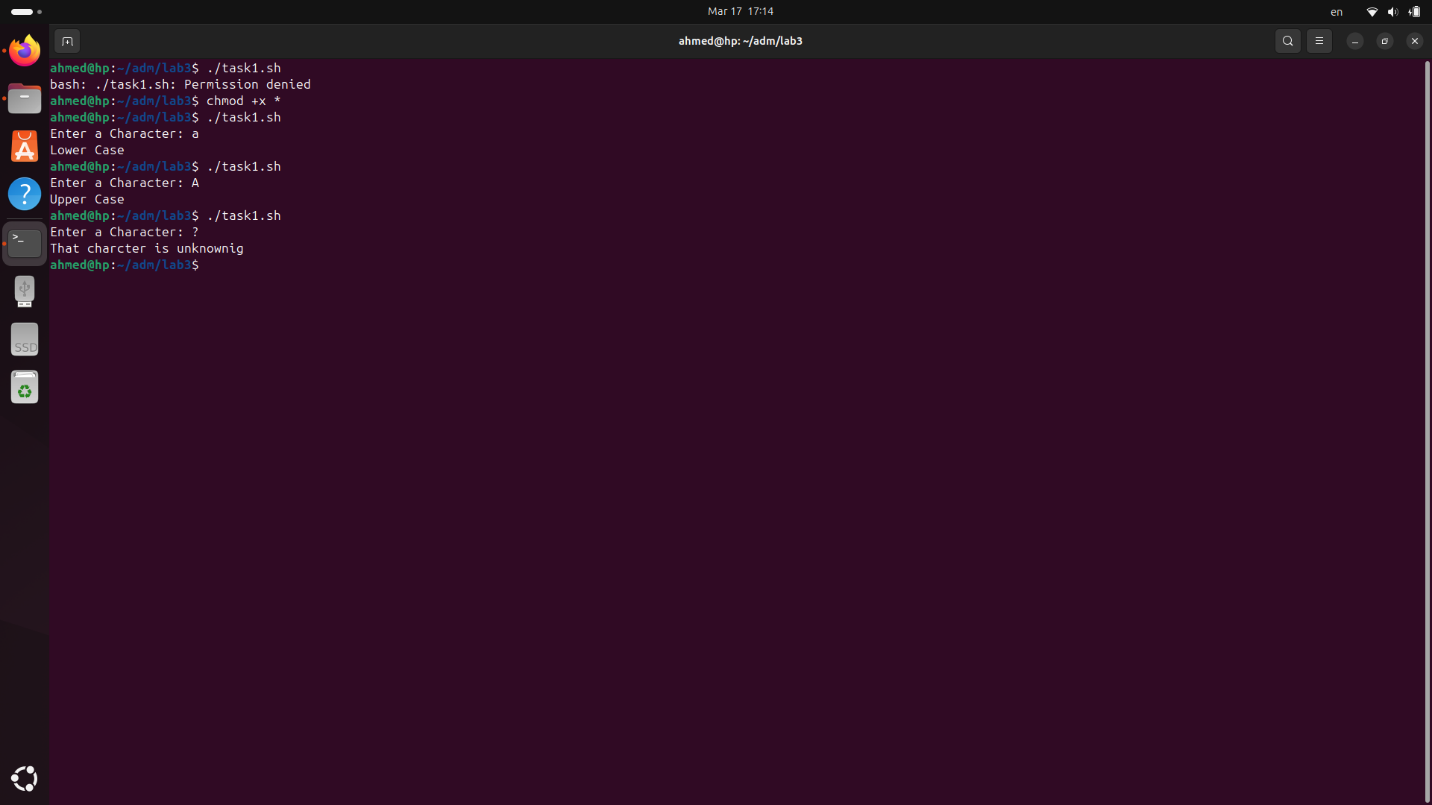 Mar 17 17:14
en
ahmed@hp: ~/adm/lab3
ahmed@hp:~/adm/lab3$ ./task1.sh
bash: ./task1.sh: Permission denied
ahmed@hp:~/adm/lab3$ chmod +x *
ahmed@hp:~/adm/lab3$ ./task1.sh
Enter a Character: a
Lower Case
ahmed@hp:~/adm/lab3$ ./task1.sh
Enter a Character: A
Upper Case
ahmed@hp:~/adm/lab3$ ./task1.sh
Enter a Character: ?
That charcter is unknownig
ahmed@hp:~/adm/lab3$
SSD